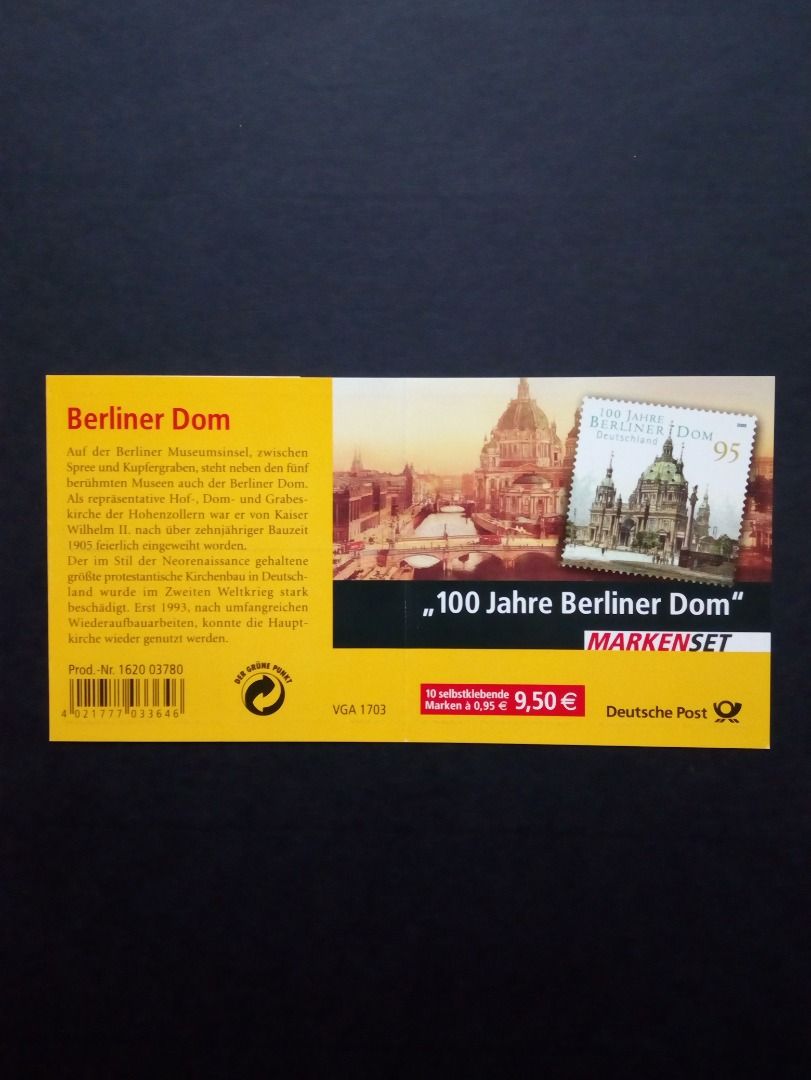 Berliner Dom
Auf der Berliner Museumsinsel, zwischen
Spree und Kupfergraben, steht neben den fünf
berühmten Museen auch der Berliner Dom.
Als repräsentative Hof-, Dom- und Grabes-
kirche der Hohenzollern war er von Kaiser
Wilhelm II. nach über zehnjähriger Bauzeit
1905 feierlich eingeweiht worden.
Der im Stil der Neorenaissance gehaltene
größte protestantische Kirchenbau in Deutsch-
land wurde im Zweiten Weltkrieg stark
beschädigt. Erst 1993, nach umfangreichen
Wiederaufbauarbeiten, konnte die Haupt-
kirche wieder genutzt werden.
Prod.-Nr. 1620 03780
4 021777 033646
DER GRÜNE PUNKT
VGA 1703
100 JAHRE
BERLINER DOM
Deutschland
95
„100 Jahre Berliner Dom“
MARKENSET
10 selbstklebende
Marken à 0,95 €
9,50 €
Deutsche Post